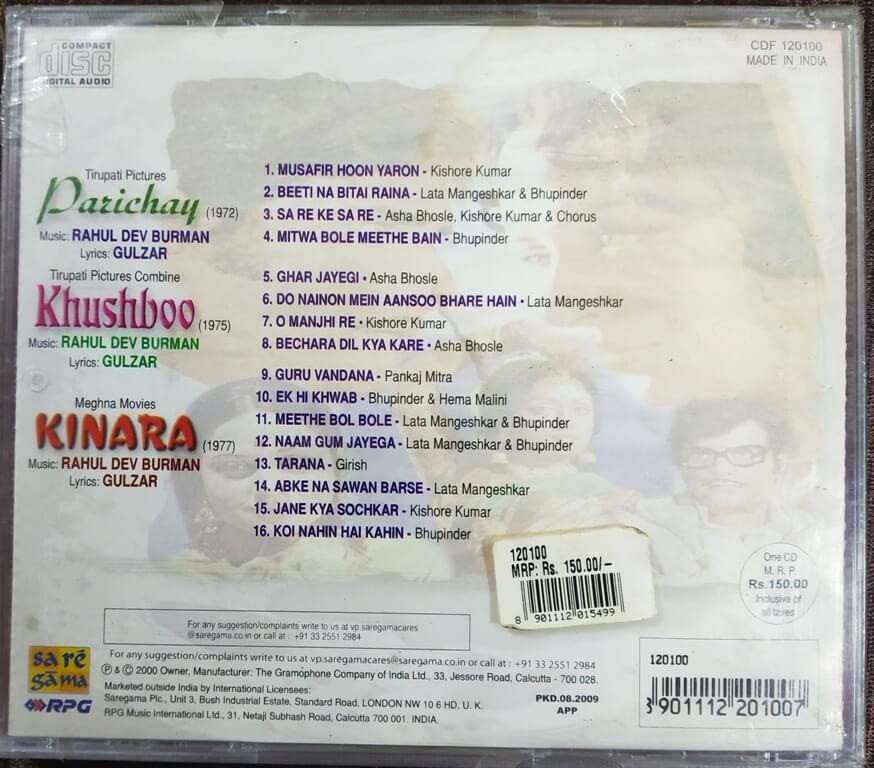 COMPACT
disc
DIGITAL AUDIO
CDF 120100
MADE IN INDIA
Tirupati Pictures
Parichay (1972)
Music: RAHUL DEV BURMAN
Lyrics: GULZAR
1. MUSAFIR HOON YARON - Kishore Kumar
2. BEETI NA BITAI RAINA - Lata Mangeshkar & Bhupinder
3. SA RE KE SA RE - Asha Bhosle, Kishore Kumar & Chorus
4. MITWA BOLE MEETHE BAIN - Bhupinder
Tirupati Pictures Combine
Khushboo (1975)
Music: RAHUL DEV BURMAN
Lyrics: GULZAR
5. GHAR JAYEGI • Asha Bhosle
6. DO NAINON MEIN AANSOO BHARE HAIN • Lata Mangeshkar
7. O MANJHI RE • Kishore Kumar
8. BECHARA DIL KYA KARE • Asha Bhosle
Meghna Movies
KINARA (1977)
Music: RAHUL DEV BURMAN
Lyrics: GULZAR
9. GURU VANDANA - Pankaj Mitra
10. EK HI KHWAB - Bhupinder & Hema Malini
11. MEETHE BOL BOLE - Lata Mangeshkar & Bhupinder
12. NAAM GUM JAYEGA - Lata Mangeshkar & Bhupinder
13. TARANA - Girish
14. ABKE NA SAWAN BARSE - Lata Mangeshkar
15. JANE KYA SOCHKAR - Kishore Kumar
16. KOI NAHIN HAI KAHIN - Bhupinder
120100
MRP: Rs. 150.00/-
8 901112 015499
One CD
M. R. P.
Rs.150.00
Inclusive of
all taxes
For any suggestion/complaints write to us at vp.saregamacares
@saregama.co.in or call at : +91 33 2551 2984
sa rē
gāma
RPG
For any suggestion/complaints write to us at vp.saregamacares@saregama.co.in or call at : +91 33 2551 2984
Ⓟ & © 2000 Owner, Manufacturer: The Gramophone Company of India Ltd., 33, Jessore Road, Calcutta - 700 028.
Marketed outside India by International Licensees:
Saregama Plc., Unit 3, Bush Industrial Estate, Standard Road, LONDON NW 10 6 HD, U. K.
RPG Music International Ltd., 31, Netaji Subhash Road, Calcutta 700 001. INDIA.
PKD.08.2009
APP
120100
3 901112 201007